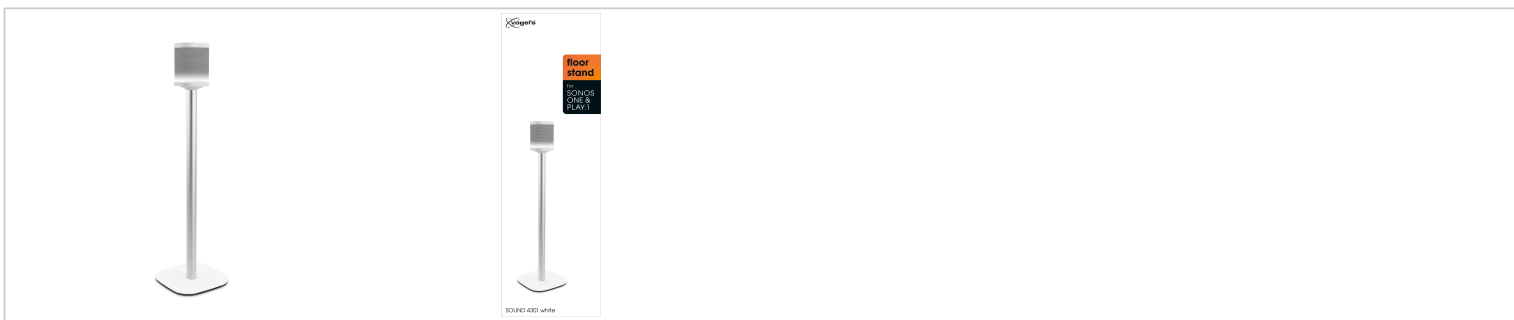 vogel's
floor
stand
for
SONOS
ONE &
PLAY:1
SOUND 4301 white